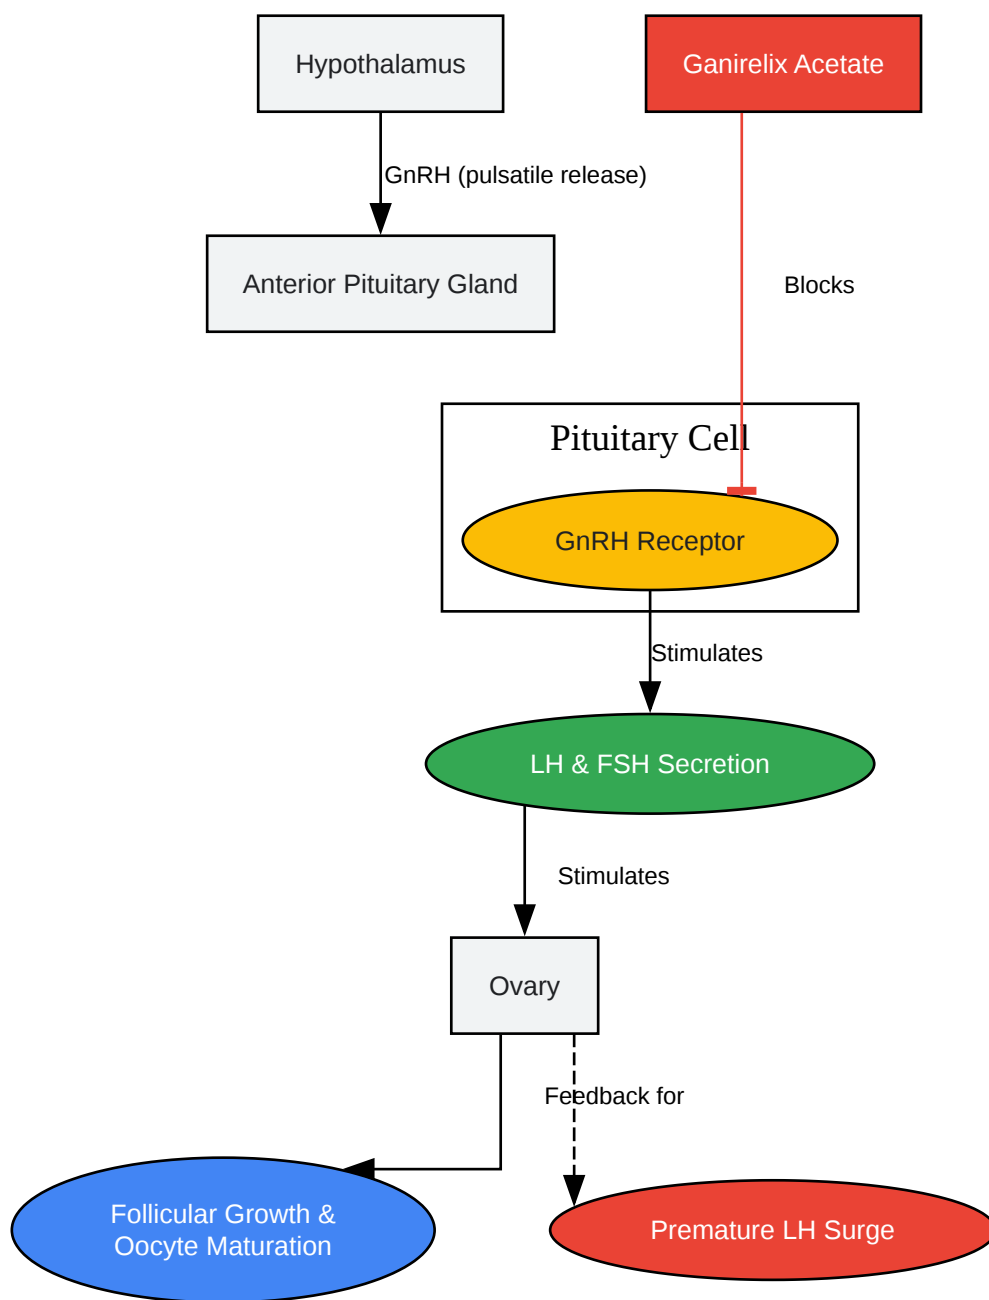 Hypothalamus
Ganirelix Acetate
GnRH (pulsatile release)
Anterior Pituitary Gland
Blocks
Pituitary Cell
GnRH Receptor
Stimulates
LH & FSH Secretion
Stimulates
Ovary
Feedback for
Follicular Growth &
Oocyte Maturation
Premature LH Surge